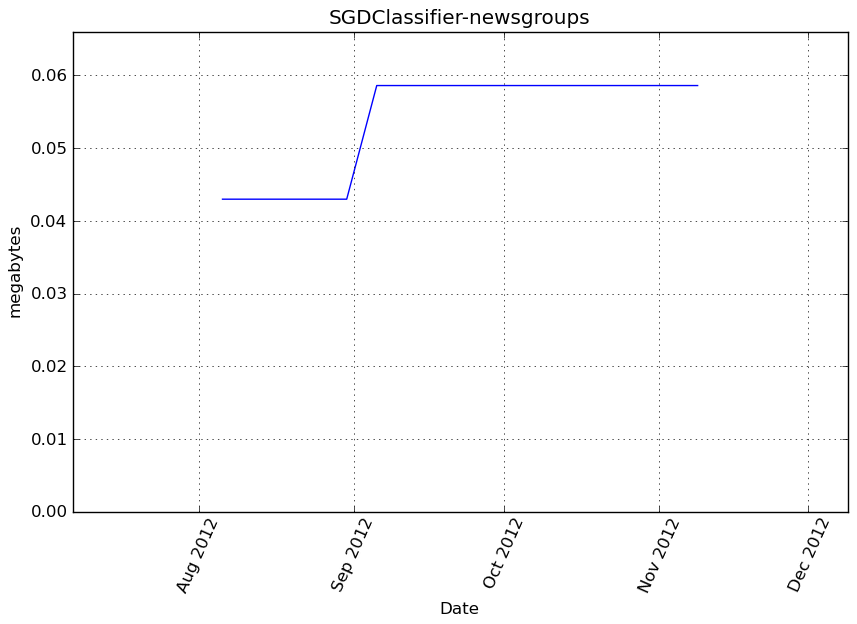 SGDClassifier-newsgroups
0.06
0.05
0.04
0.03
0.02
0.01
0.00
megabytes
Aug 2012
Sep 2012
Oct 2012
Nov 2012
Dec 2012
Date